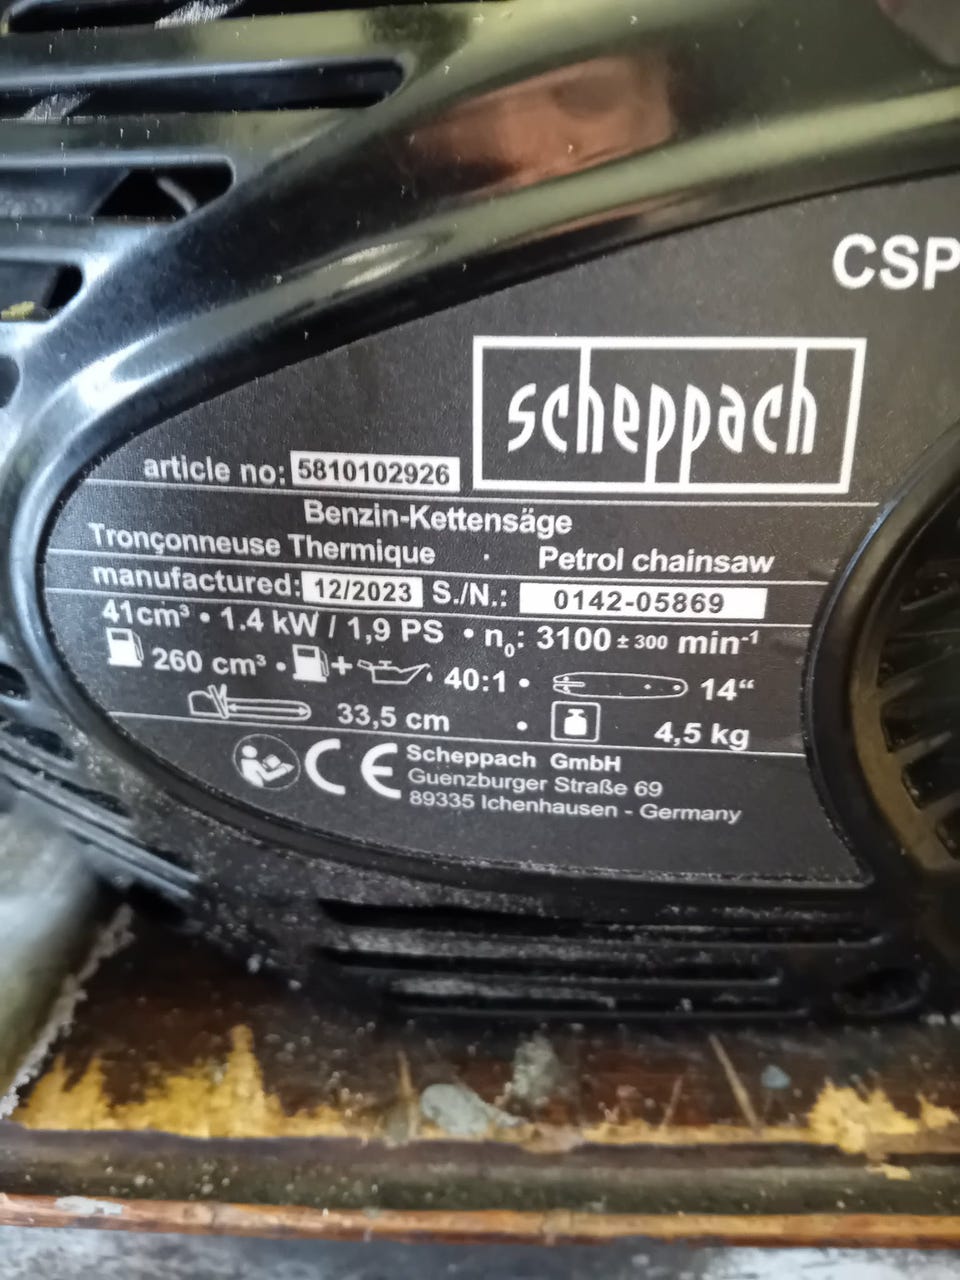 CSP
scheppach
article no: 5810102926
Benzin-Kettensäge
Tronçonneuse Thermique · Petrol chainsaw
manufactured: 12/2023 S./N.: 0142-05869
41cm³ • 1.4 kW / 1,9 PS • n₀: 3100 ± 300 min⁻¹
260 cm³ • + 40:1 • 14“
33,5 cm • 4,5 kg
CE Scheppach GmbH
Guenzburger Straße 69
89335 Ichenhausen - Germany